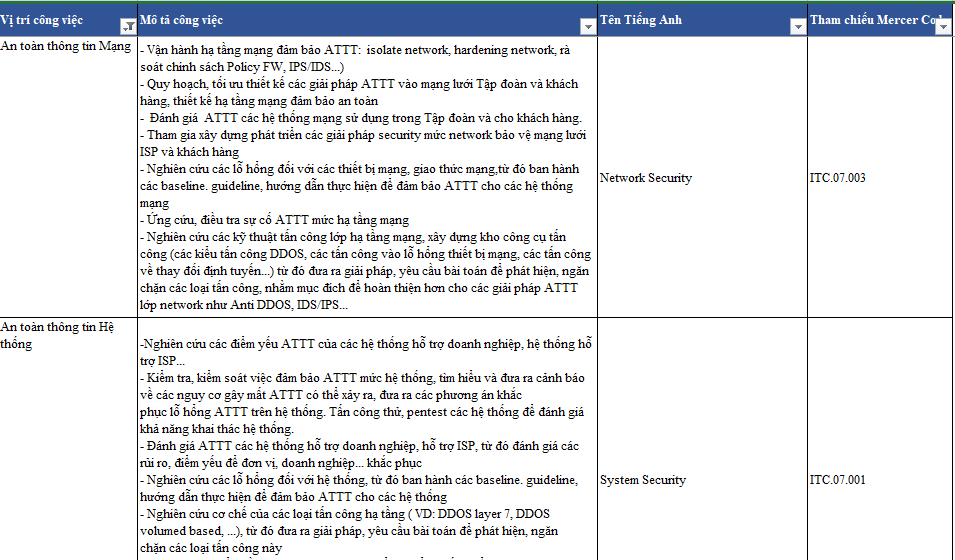 Vị trí công việc
Mô tả công việc
Tên Tiếng Anh
Tham chiếu Mercer Co
An toàn thông tin Mạng
- Vận hành hạ tầng mạng đảm bảo ATTT:  isolate network, hardening network, rà
soát chinh sách Policy FW, IPS/IDS...)
- Quy hoạch, tối ưu thiết kế các giải pháp ATTT vào mạng lưới Tập đoàn và khách
hàng, thiết kế hạ tầng mạng đảm bảo an toàn
-  Đánh giá  ATTT các hệ thống mạng sử dụng trong Tập đoàn và cho khách hàng.
- Tham gia xây dựng phát triển các giải pháp security mức network bảo vệ mạng lưới
ISP và khách hàng
- Nghiên cứu các lỗ hổng đối với các thiết bị mạng, giao thức mạng,từ đó ban hành
các baseline. guideline, hướng dẫn thực hiện để đảm bảo ATTT cho các hệ thống
mạng
- Ứng cứu, điều tra sự cố ATTT mức hạ tầng mạng
- Nghiên cứu các kỹ thuật tấn công lớp hạ tầng mạng, xây dựng kho công cụ tấn
công (các kiểu tấn công DDOS, các tấn công vào lỗ hổng thiết bị mạng, các tấn công
về thay đổi định tuyến...) từ đó đưa ra giải pháp, yêu cầu bài toán để phát hiện, ngăn
chặn các loại tấn công, nhằm mục đích để hoàn thiện hơn cho các giải pháp ATTT
lớp network như Anti DDOS, IDS/IPS...
Network Security
ITC.07.003
An toàn thông tin Hệ
thống
-Nghiên cứu các điểm yếu ATTT của các hệ thống hỗ trợ doanh nghiệp, hệ thống hỗ
trợ ISP...
- Kiểm tra, kiểm soát việc đảm bảo ATTT mức hệ thống, tìm hiểu và đưa ra cảnh báo
về các nguy cơ gây mất ATTT có thể xảy ra, đưa ra các phương án khắc
phục lỗ hổng ATTT trên hệ thống. Tấn công thử, pentest các hệ thống để đánh giá
khả năng khai thác hệ thống.
- Đánh giá ATTT các hệ thống hỗ trợ doanh nghiệp, hỗ trợ ISP, từ đó đánh giá các
rủi ro, điểm yếu để đơn vị, doanh nghiệp... khắc phục
- Nghiên cứu các lỗ hổng đối với hệ thống, từ đó ban hành các baseline. guideline,
hướng dẫn thực hiện để đảm bảo ATTT cho các hệ thống
- Nghiên cứu cơ chế của các loại tấn công hạ tầng ( VD: DDOS layer 7, DDOS
volumed based, ...), từ đó đưa ra giải pháp, yêu cầu bài toán để phát hiện, ngăn
chặn các loại tấn công này
System Security
ITC.07.001